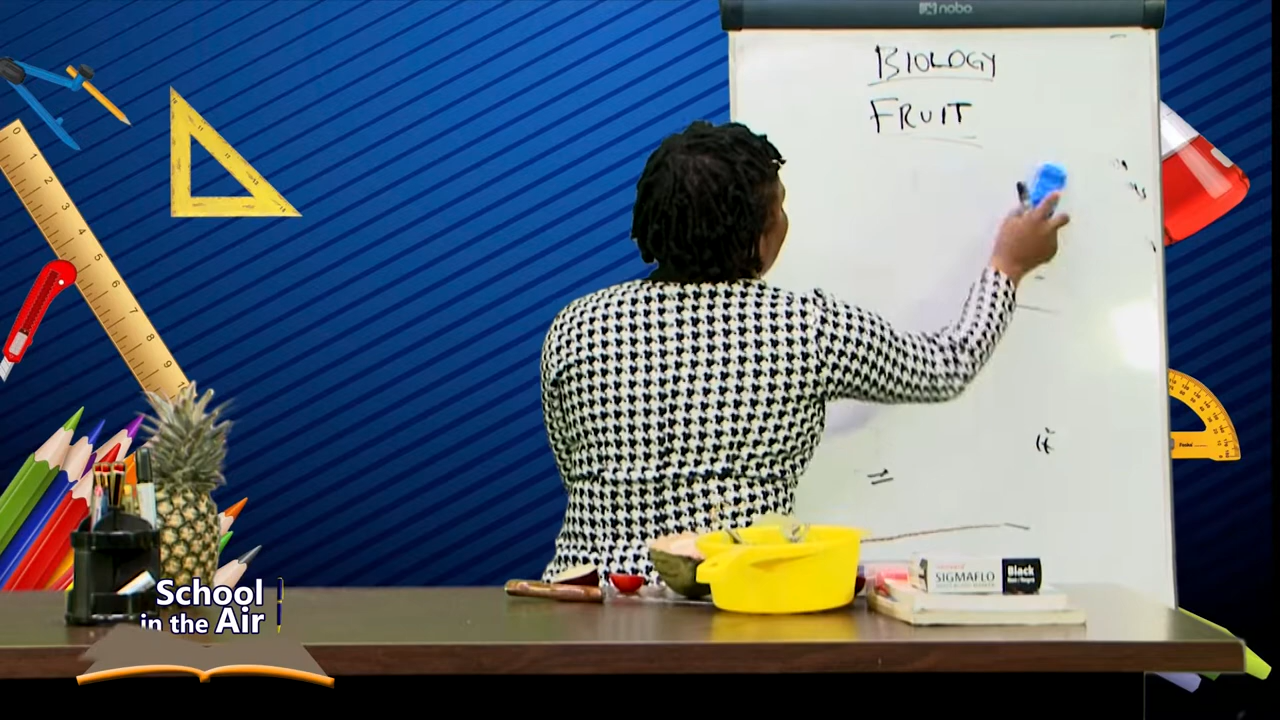 nobo
BIOLOGY
FRUIT
SIGMAFLO
Black
School
in the Air